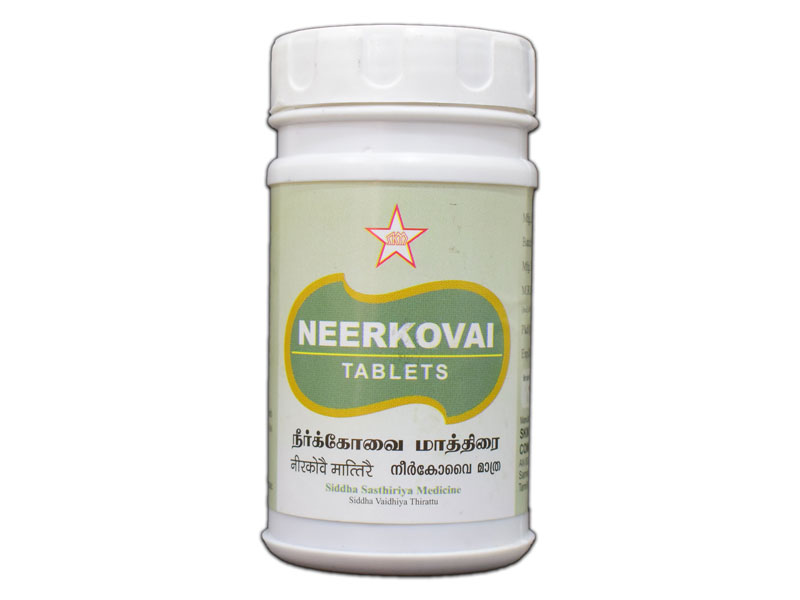 NEERKOVAI
TABLETS
நீர்க்கோவை மாத்திரை
नीरकोवै मात्तिरै നീർകോവൈ മാത്ര
Siddha Sasthiriya Medicine
Siddha Vaidhiya Thirattu